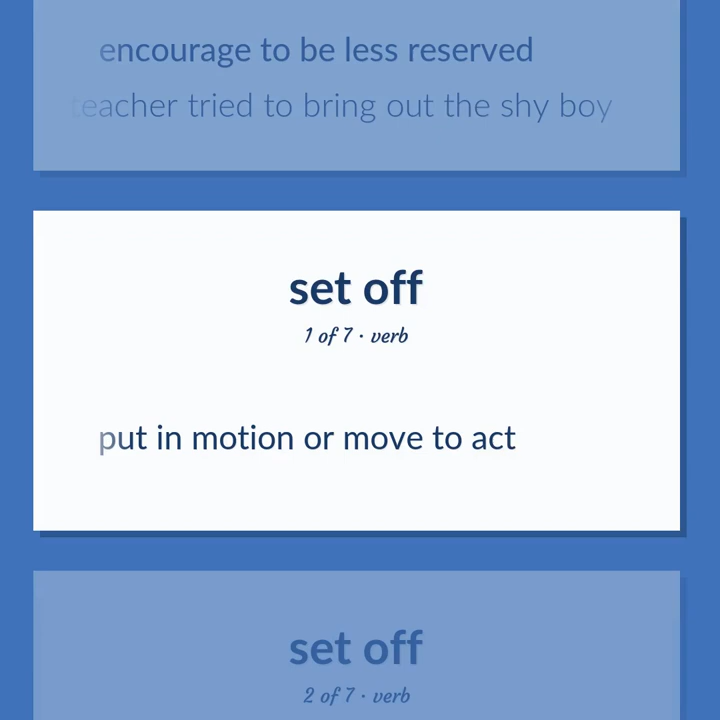 encourage to be less reserved
teacher tried to bring out the shy boy
set off
1 of 7 · verb
put in motion or move to act
set off
2 of 7 · verb